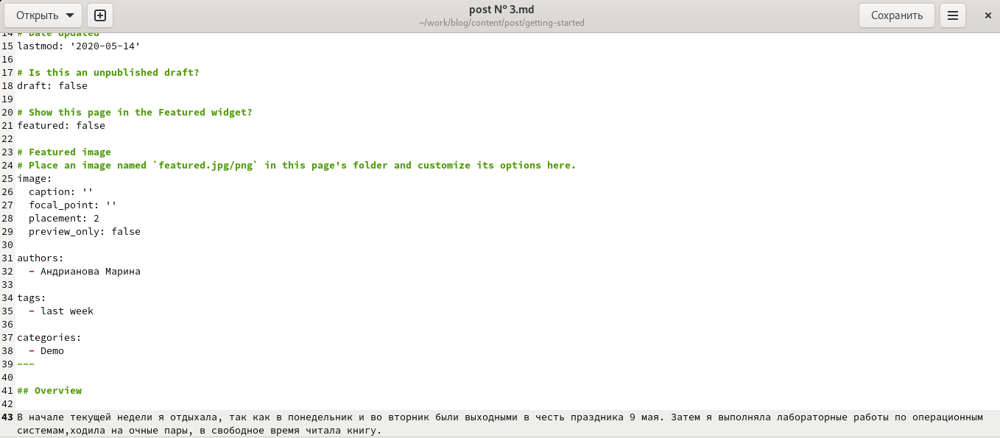 Открыть
post № 3.md
~/work/blog/content/post/getting-started
Сохранить
14 # Date updated
15 lastmod: '2020-05-14'
16
17 # Is this an unpublished draft?
18 draft: false
19
20 # Show this page in the Featured widget?
21 featured: false
22
23 # Featured image
24 # Place an image named `featured.jpg/png` in this page's folder and customize its options here.
25 image:
26   caption: ''
27   focal_point: ''
28   placement: 2
29   preview_only: false
30
31 authors:
32   - Андрианова Марина
33
34 tags:
35   - last week
36
37 categories:
38   - Demo
39 ---
40
41 ## Overview
42
43 В начале текущей недели я отдыхала, так как в понедельник и во вторник были выходными в честь праздника 9 мая. Затем я выполняла лабораторные работы по операционным
системам,ходила на очные пары, в свободное время читала книгу.